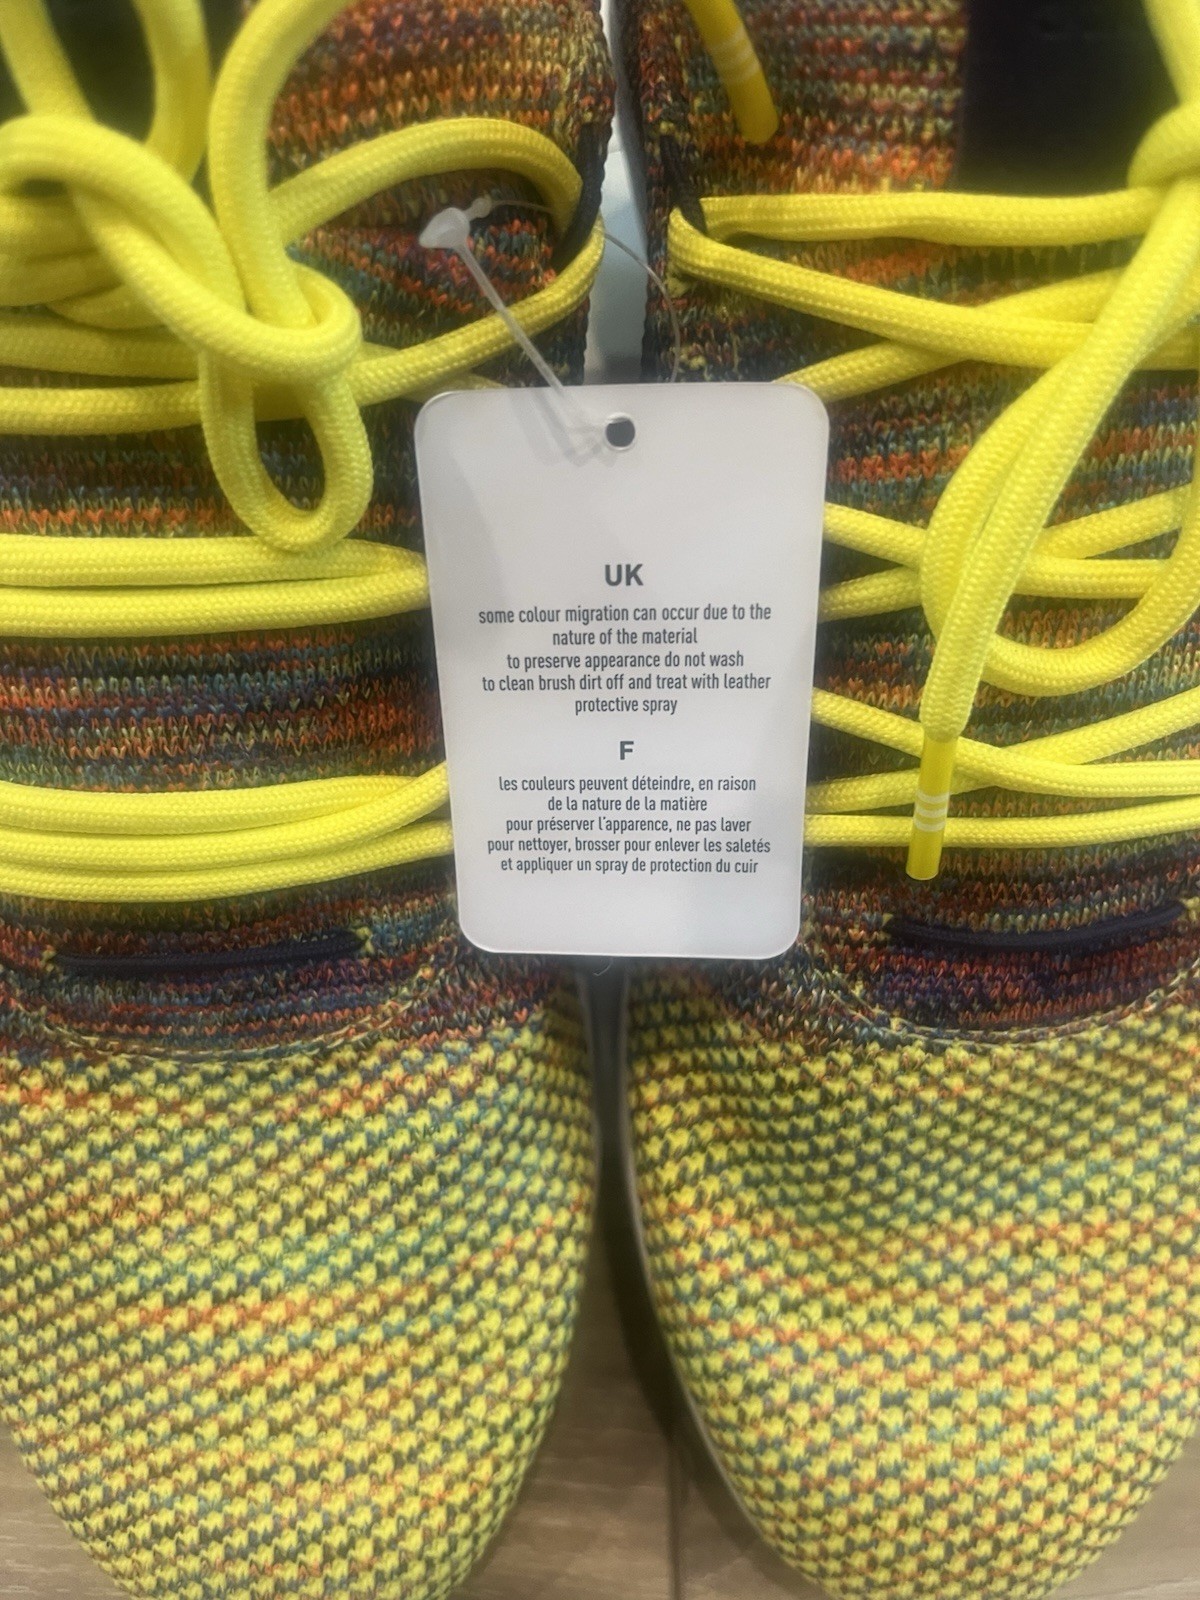 UK
some colour migration can occur due to the
nature of the material
to preserve appearance do not wash
to clean brush dirt off and treat with leather
protective spray
F
les couleurs peuvent déteindre, en raison
de la nature de la matière
pour préserver l'apparence, ne pas laver
pour nettoyer, brosser pour enlever les saletés
et appliquer un spray de protection du cuir